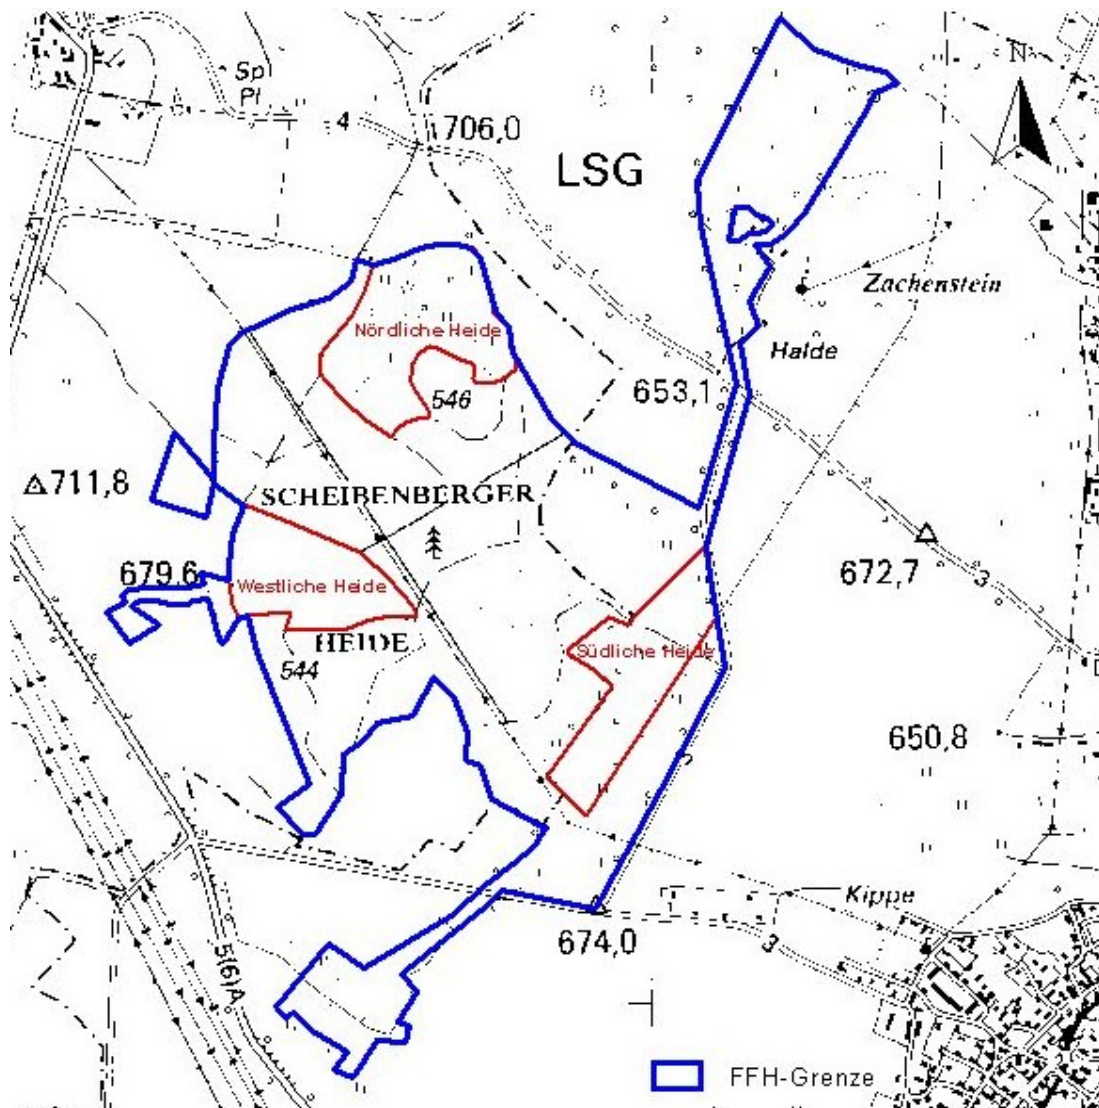 Sp
Pl
4
706,0
N
LSG
Zachenstein
Nördliche Heide
Halde
653,1
546
711,8
SCHEIBENBERGER
679,6
Westliche Heide
672,7
3
HEIDE
Südliche Heide
544
650,8
Kippe
674,0
3
5(6)A
FFH-Grenze